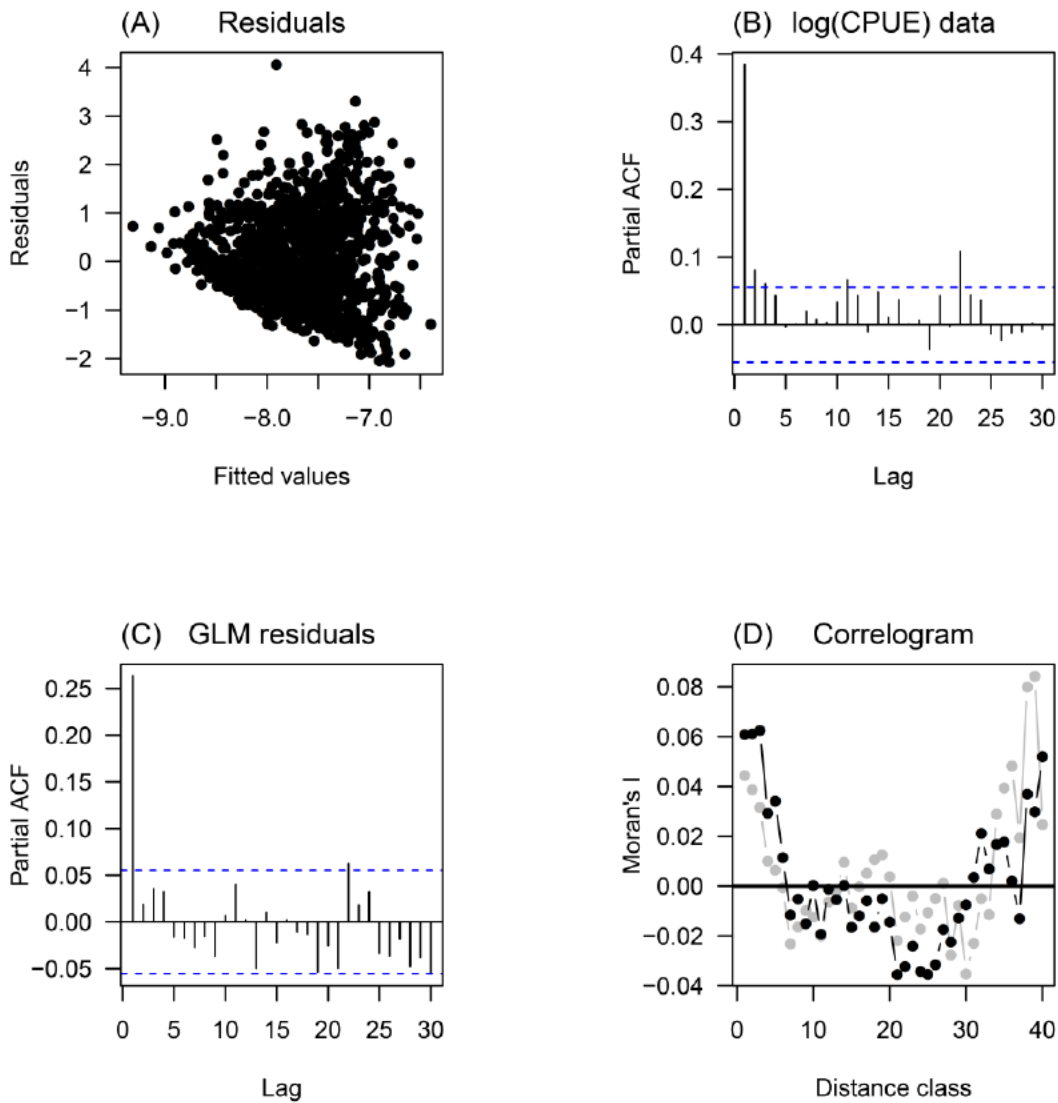 (A) Residuals
Residuals
4
3
2
1
0
−1
−2
−9.0
−8.0
−7.0
Fitted values
(B) log(CPUE) data
Partial ACF
0.4
0.3
0.2
0.1
0.0
0 5 10 15 20 25 30
Lag
(C) GLM residuals
Partial ACF
0.25
0.20
0.15
0.10
0.05
0.00
−0.05
0 5 10 15 20 25 30
Lag
(D) Correlogram
Moran's I
0.08
0.06
0.04
0.02
0.00
−0.02
−0.04
0 10 20 30 40
Distance class